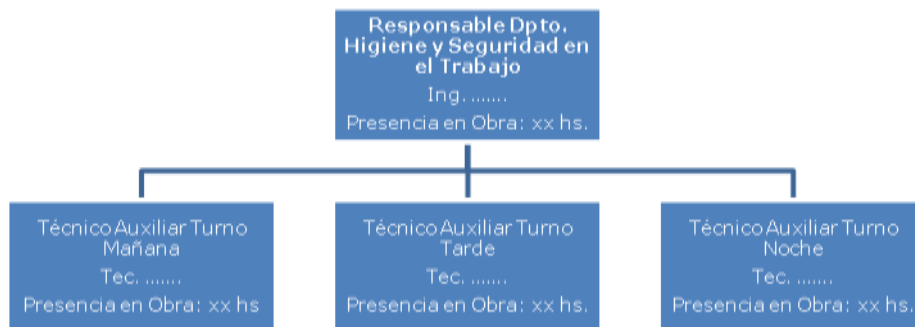 Responsable Dpto.
Higiene y Seguridad en
el Trabajo
Ing. .......
Presencia en Obra: xx hs.
Técnico Auxiliar Turno
Mañana
Tec. .......
Presencia en Obra: xx hs
Técnico Auxiliar Turno
Tarde
Tec. .......
Presencia en Obra: xx hs.
Técnico Auxiliar Turno
Noche
Tec. .......
Presencia en Obra: xx hs.